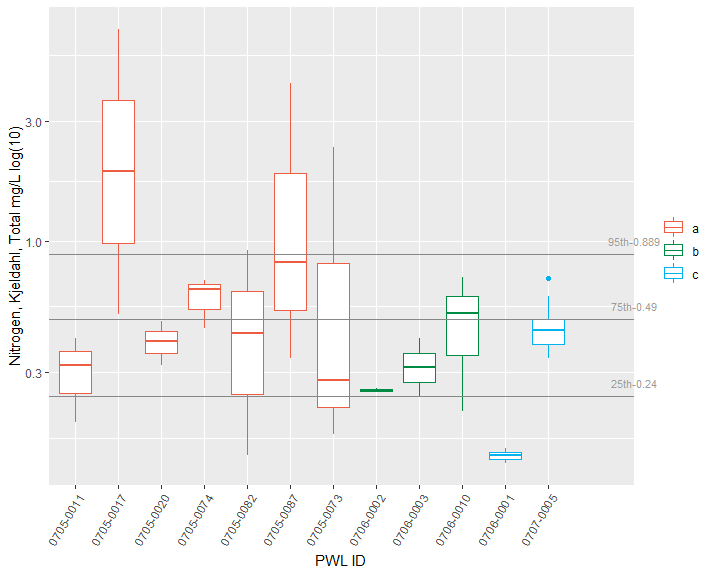 Nitrogen, Kjeldahl, Total mg/L log(10)
3.0
1.0
0.3
95th-0.889
75th-0.49
25th-0.24
a
b
c
0705-0011
0705-0017
0705-0020
0705-0074
0705-0082
0705-0087
0705-0073
0706-0002
0706-0003
0706-0010
0706-0001
0707-0005
PWL ID